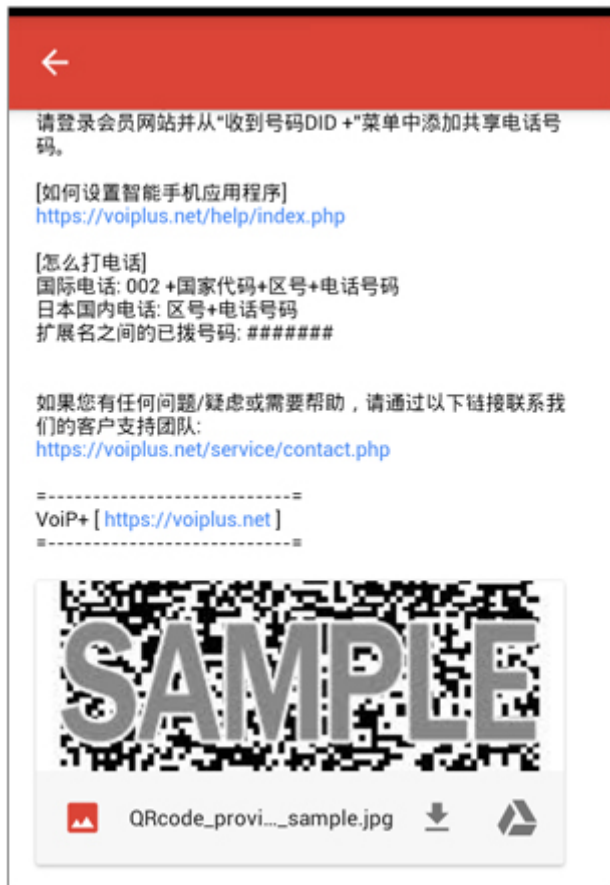 请登录会员网站并从“收到号码DID +”菜单中添加共享电话号
码。
[如何设置智能手机应用程序]
https://voiplus.net/help/index.php
[怎么打电话]
国际电话: 002 +国家代码+区号+电话号码
日本国内电话: 区号+电话号码
扩展名之间的已拨号码: #######
如果您有任何问题/疑虑或需要帮助，请通过以下链接联系我
们的客户支持团队:
https://voiplus.net/service/contact.php
=---------------------------=
VoiP+ [ https://voiplus.net ]
=---------------------------=
SAMPLE
QRcode_provi..._sample.jpg